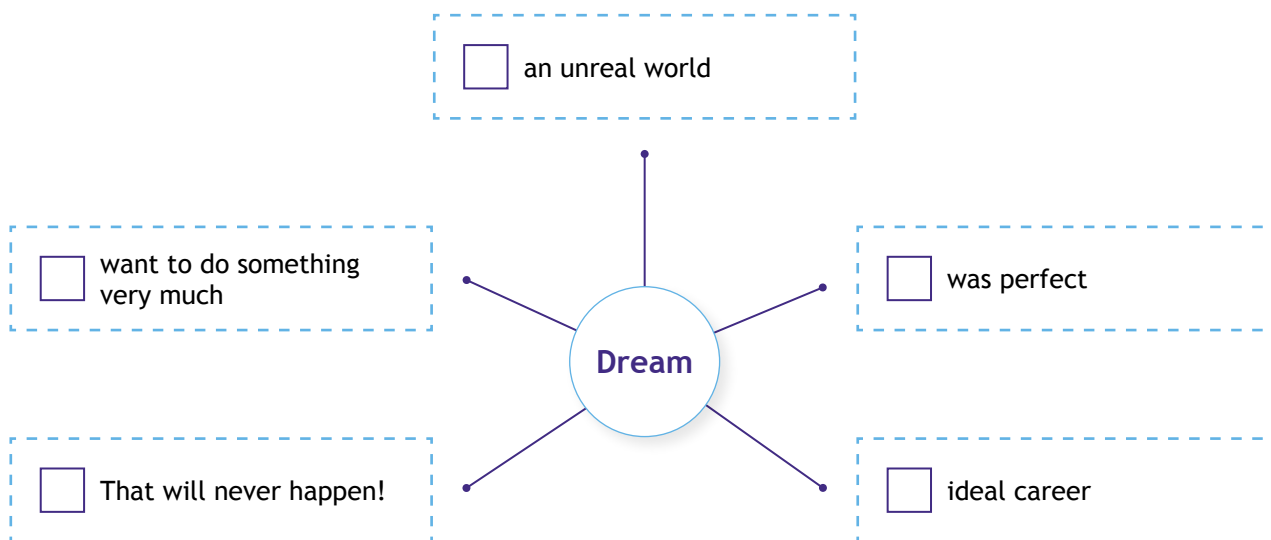 an unreal world
want to do something
very much
was perfect
Dream
That will never happen!
ideal career